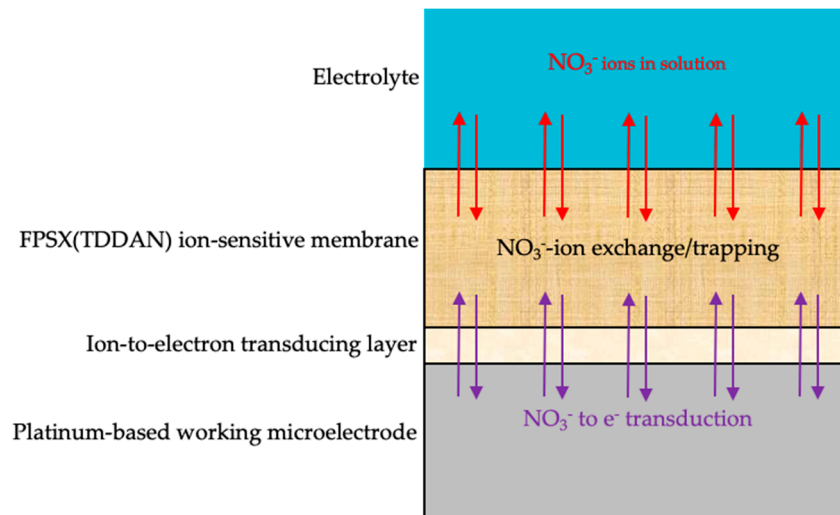 Electrolyte
NO₃⁻ ions in solution
FPSX(TDDAN) ion-sensitive membrane
NO₃⁻-ion exchange/trapping
Ion-to-electron transducing layer
Platinum-based working microelectrode
NO₃⁻ to e⁻ transduction